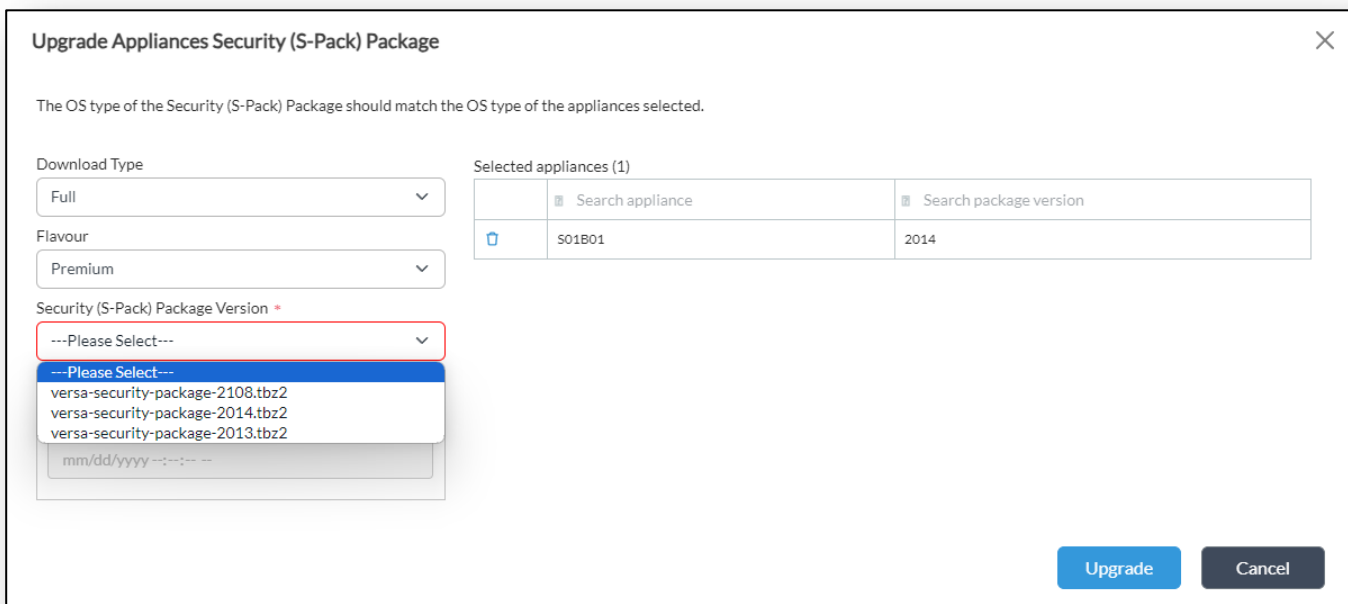 Upgrade Appliances Security (S-Pack) Package
The OS type of the Security (S-Pack) Package should match the OS type of the appliances selected.
Download Type
Full
Flavour
Premium
Security (S-Pack) Package Version *
---Please Select---
---Please Select---
versa-security-package-2108.tbz2
versa-security-package-2014.tbz2
versa-security-package-2013.tbz2
mm/dd/yyyy --:--:-- --
Selected appliances (1)
Search appliance Search package version
S01B01 2014
Upgrade Cancel